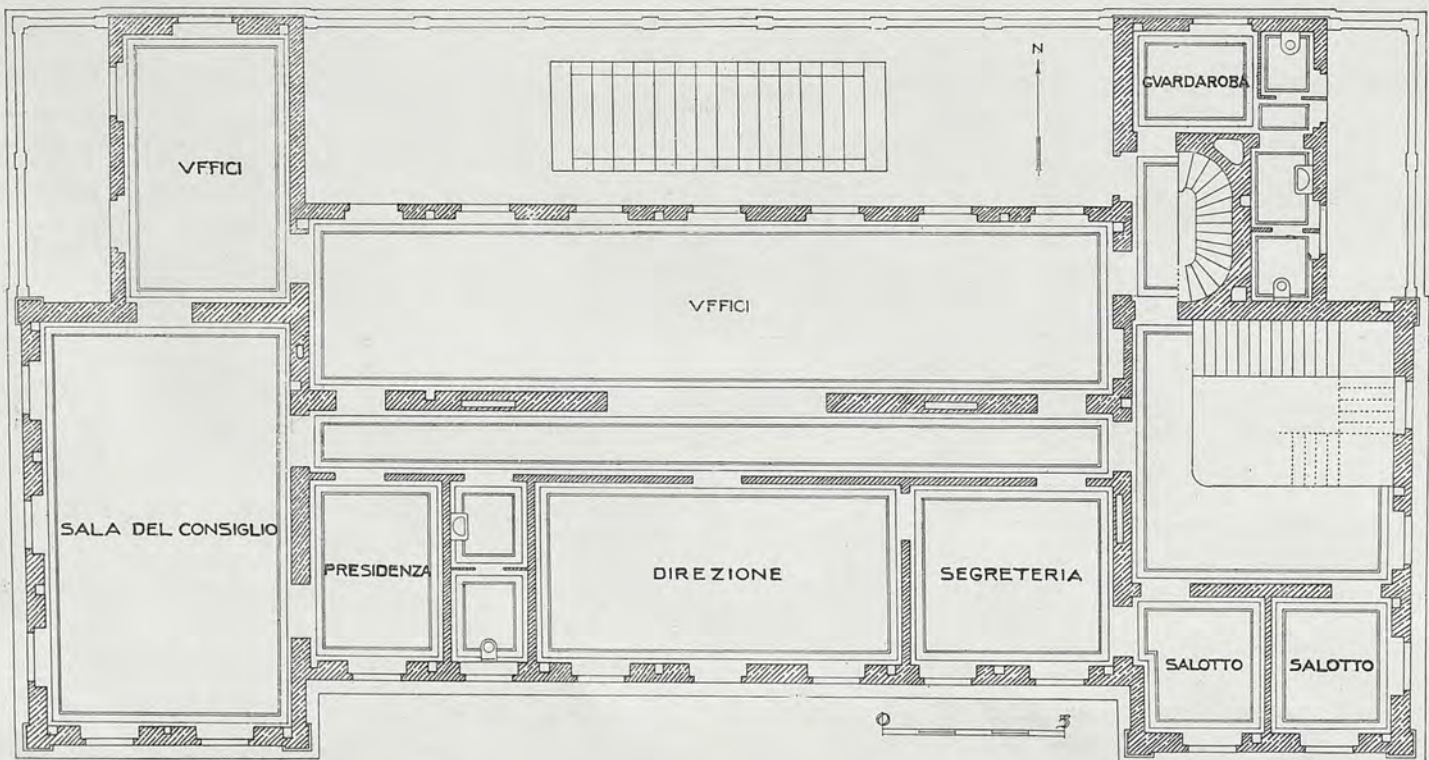 N
GVARDAROBA
VFFICI
VFFICI
SALA DEL CONSIGLIO
PRESIDENZA
DIREZIONE
SEGRETERIA
SALOTTO
SALOTTO
0 5